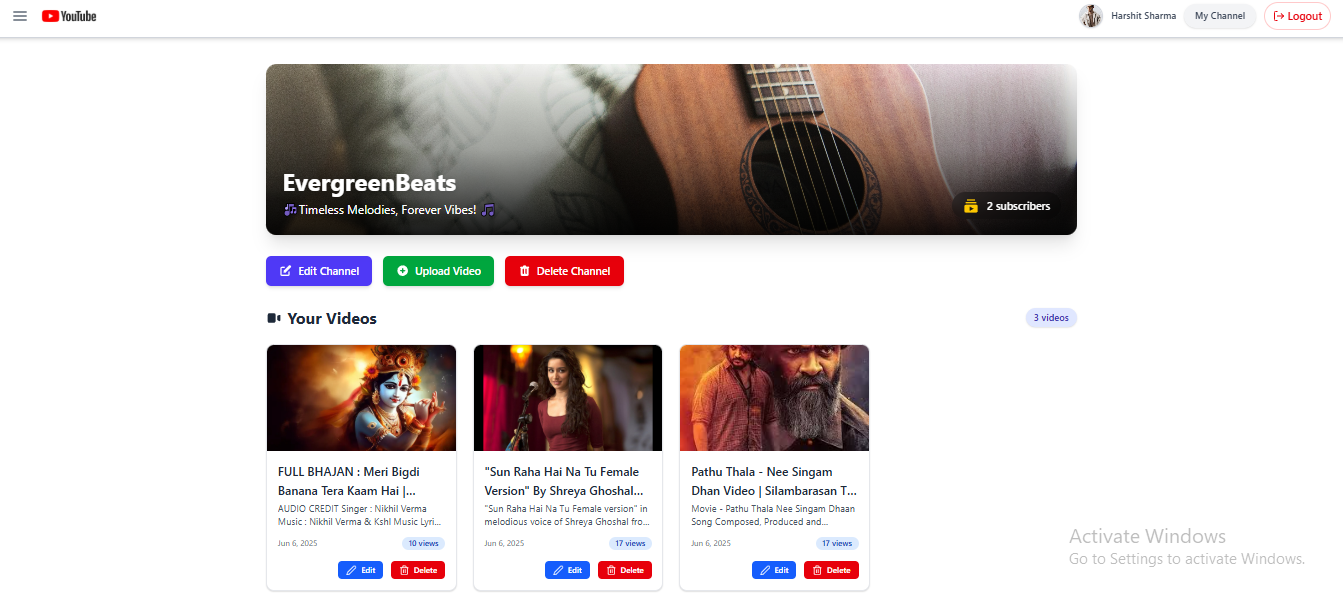 YouTube
Harshit Sharma
My Channel
Logout
EvergreenBeats
🎶Timeless Melodies, Forever Vibes! 🎵
2 subscribers
Edit Channel
Upload Video
Delete Channel
Your Videos
3 videos
FULL BHAJAN : Meri Bigdi
Banana Tera Kaam Hai |...
AUDIO CREDIT Singer : Nikhil Verma
Music : Nikhil Verma & Kshl Music Lyri...
Jun 6, 2025
10 views
Edit
Delete
"Sun Raha Hai Na Tu Female
Version" By Shreya Ghoshal...
"Sun Raha Hai Na Tu Female version" in
melodious voice of Shreya Ghoshal fro...
Jun 6, 2025
17 views
Edit
Delete
Pathu Thala - Nee Singam
Dhan Video | Silambarasan T...
Movie - Pathu Thala Nee Singam Dhaan
Song Composed, Produced and...
Jun 6, 2025
17 views
Edit
Delete
Activate Windows
Go to Settings to activate Windows.